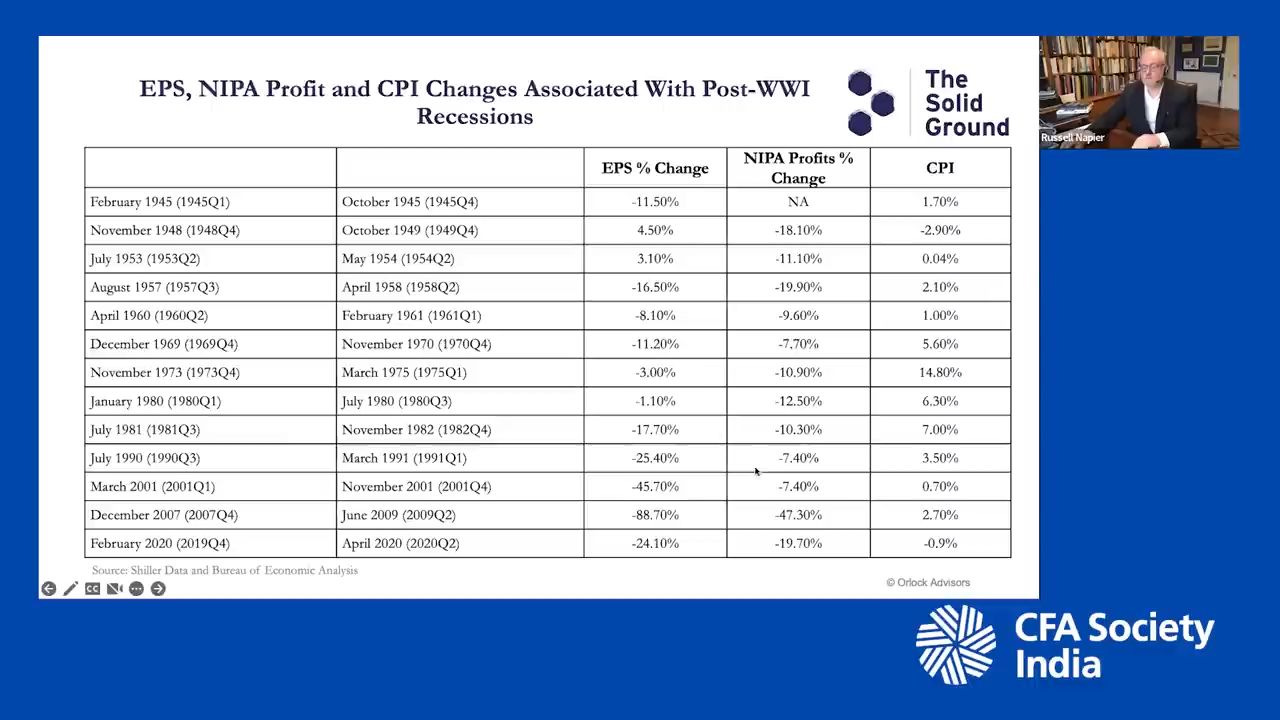 EPS, NIPA Profit and CPI Changes Associated With Post-WWI
Recessions
The
Solid
Ground
Russell Napier
EPS % Change
NIPA Profits %
Change
CPI
February 1945 (1945Q1) October 1945 (1945Q4) -11.50% NA 1.70%
November 1948 (1948Q4) October 1949 (1949Q4) 4.50% -18.10% -2.90%
July 1953 (1953Q2) May 1954 (1954Q2) 3.10% -11.10% 0.04%
August 1957 (1957Q3) April 1958 (1958Q2) -16.50% -19.90% 2.10%
April 1960 (1960Q2) February 1961 (1961Q1) -8.10% -9.60% 1.00%
December 1969 (1969Q4) November 1970 (1970Q4) -11.20% -7.70% 5.60%
November 1973 (1973Q4) March 1975 (1975Q1) -3.00% -10.90% 14.80%
January 1980 (1980Q1) July 1980 (1980Q3) -1.10% -12.50% 6.30%
July 1981 (1981Q3) November 1982 (1982Q4) -17.70% -10.30% 7.00%
July 1990 (1990Q3) March 1991 (1991Q1) -25.40% -7.40% 3.50%
March 2001 (2001Q1) November 2001 (2001Q4) -45.70% -7.40% 0.70%
December 2007 (2007Q4) June 2009 (2009Q2) -88.70% -47.30% 2.70%
February 2020 (2019Q4) April 2020 (2020Q2) -24.10% -19.70% -0.9%
Source: Shiller Data and Bureau of Economic Analysis
© Orlock Advisors
CC
CFA Society
India